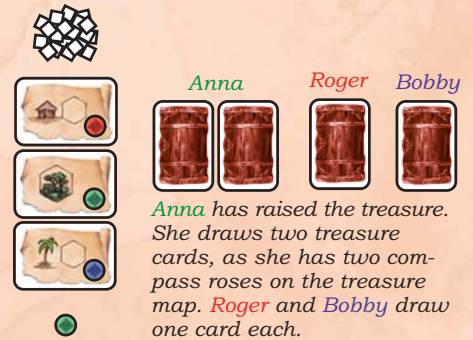 Anna Roger Bobby
Anna has raised the treasure.
She draws two treasure
cards, as she has two com-
pass roses on the treasure
map. Roger and Bobby draw
one card each.